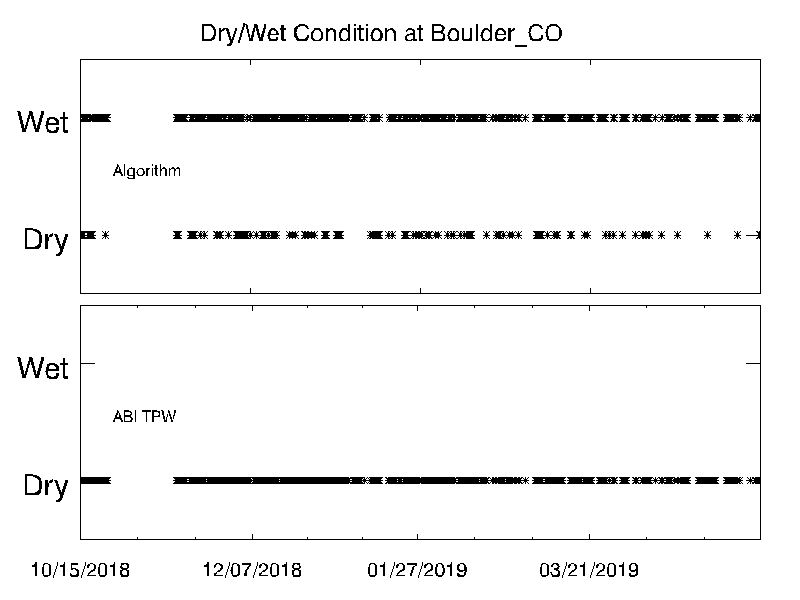 Dry/Wet Condition at Boulder_CO
Wet
Algorithm
Dry
Wet
ABI TPW
Dry
10/15/2018 12/07/2018 01/27/2019 03/21/2019